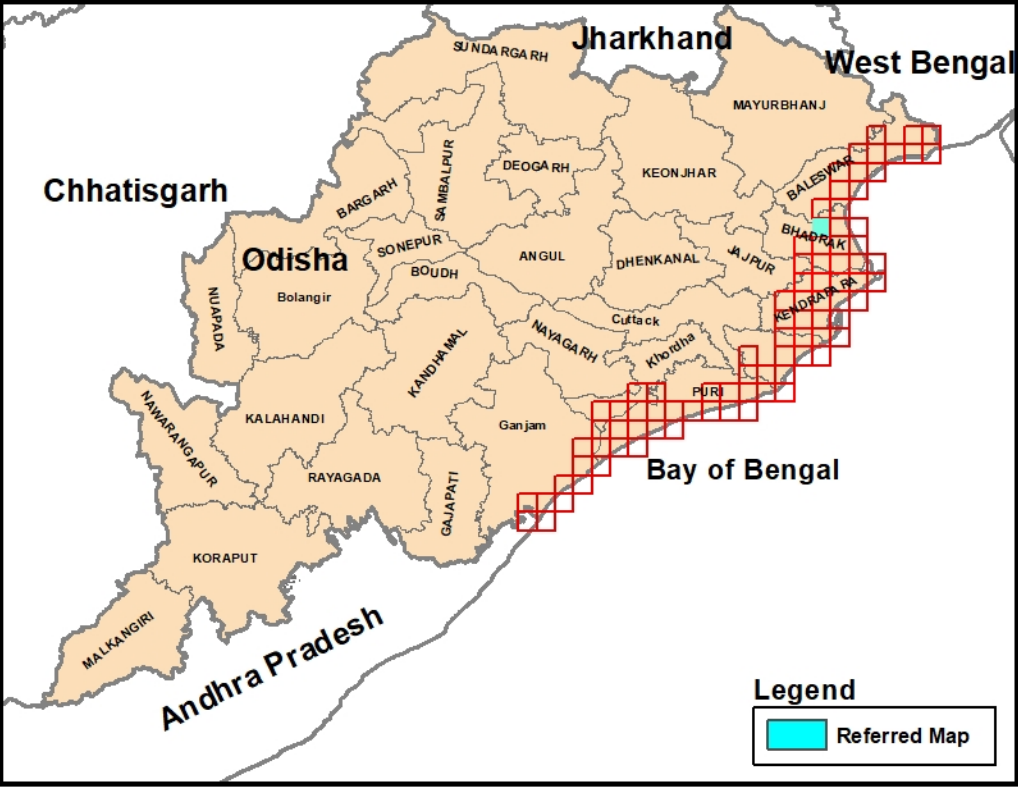 Jharkhand
SUNDARGARH
West Bengal
MAYURBHANJ
DEOGARH
KEONJHAR
BALESWAR
Chhatisgarh
BARGARH
SAMBALPUR
BHADRAK
SONEPUR
Odisha
ANGUL
DHENKANAL
JAJPUR
BOUDH
Bolangir
KENDRAPARA
NUAPADA
Cuttack
NAYAGARH
Khordha
KANDHAMAL
PURI
NAWARANGAPUR
KALAHANDI
Ganjam
Bay of Bengal
RAYAGADA
GAJAPATI
KORAPUT
MALKANGIRI
Andhra Pradesh
Legend
Referred Map